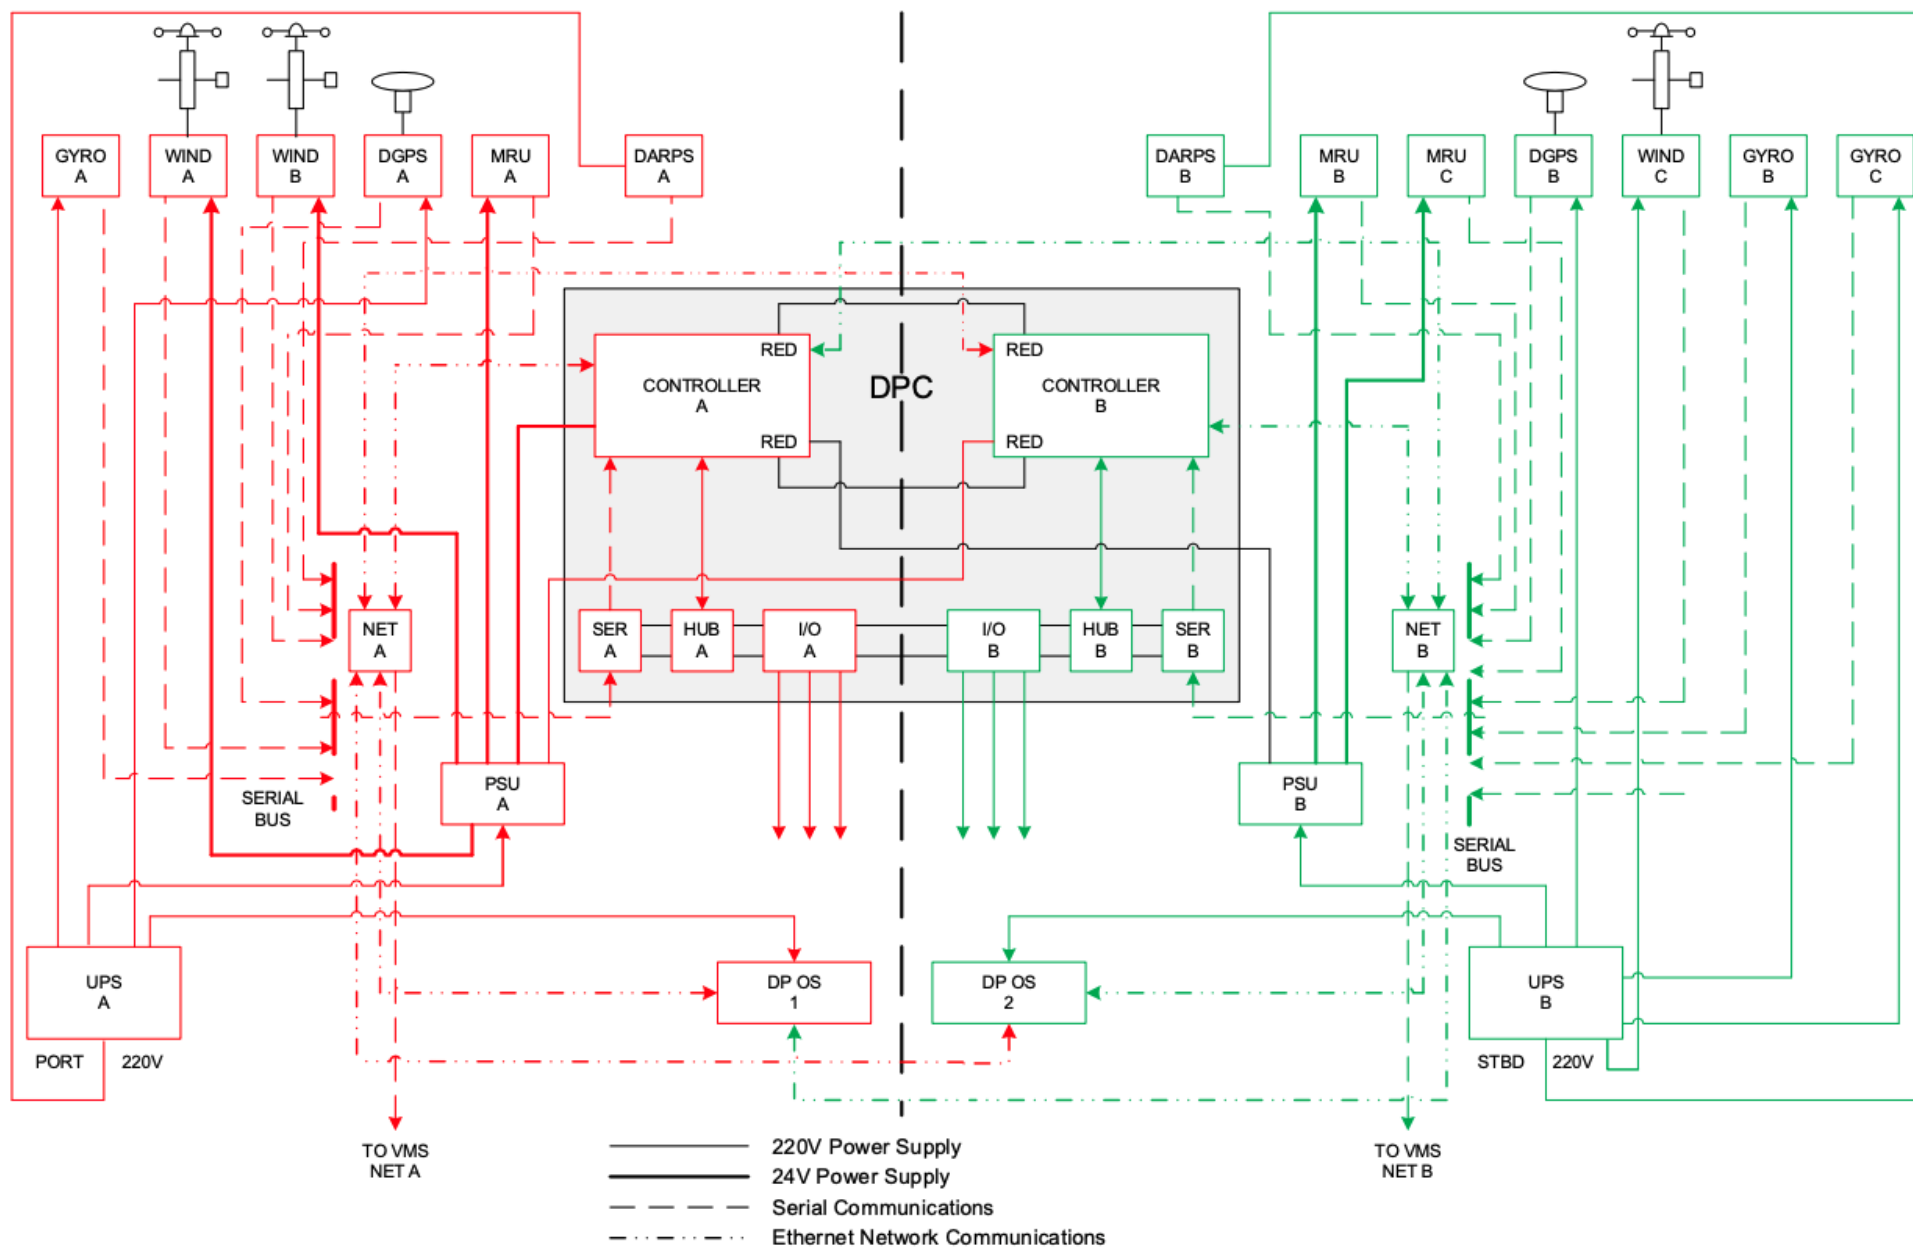 GYRO
A
WIND
A
WIND
B
DGPS
A
MRU
A
DARPS
A
DARPS
B
MRU
B
MRU
C
DGPS
B
WIND
C
GYRO
B
GYRO
C
RED
CONTROLLER
A
RED
DPC
RED
CONTROLLER
B
RED
NET
A
SER
A
HUB
A
I/O
A
I/O
B
HUB
B
SER
B
NET
B
SERIAL
BUS
PSU
A
PSU
B
SERIAL
BUS
UPS
A
DP OS
1
DP OS
2
UPS
B
PORT 220V
STBD 220V
TO VMS
NET A
TO VMS
NET B
220V Power Supply
24V Power Supply
Serial Communications
Ethernet Network Communications